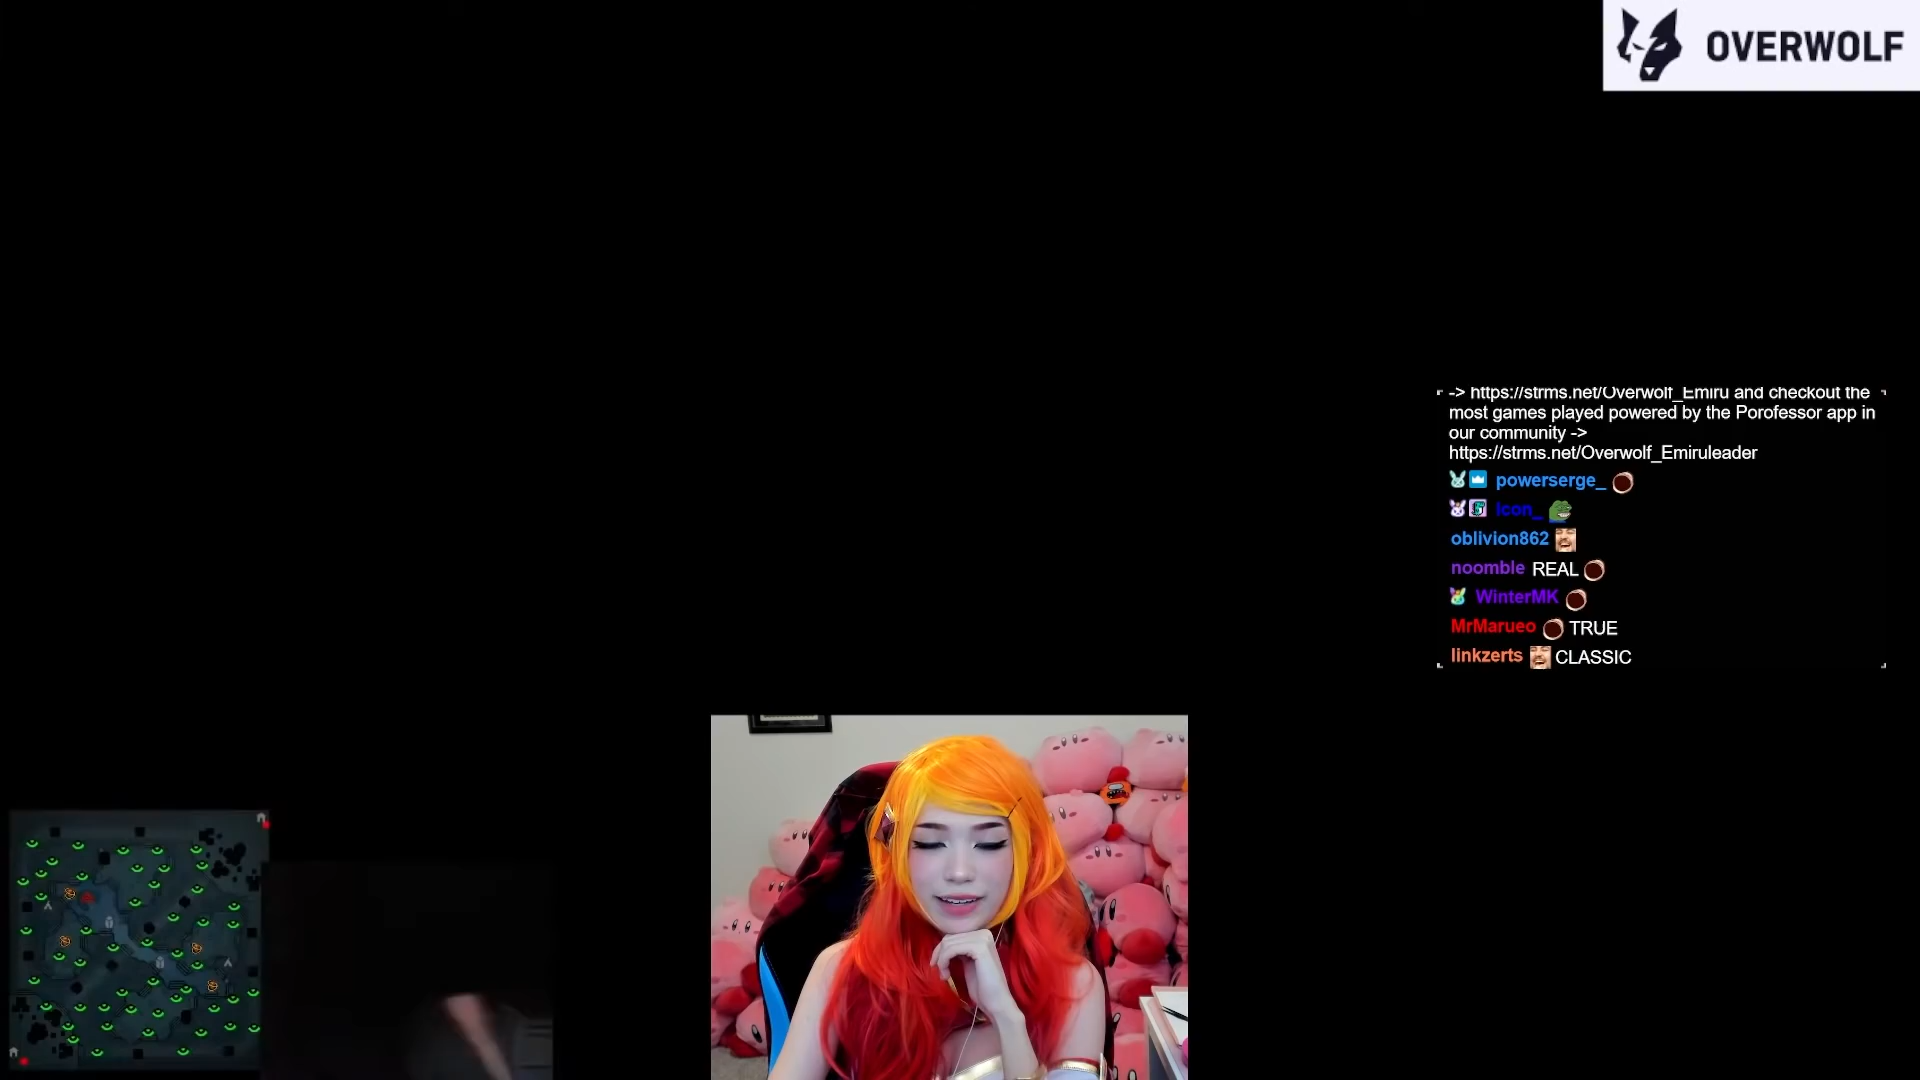 OVERWOLF
-> https://strms.net/Overwolf_Emiru and checkout the
most games played powered by the Porofessor app in
our community ->
https://strms.net/Overwolf_Emiruleader
powerserge_
Icon_
oblivion862
noomble REAL
WinterMK
MrMarueo TRUE
linkzerts CLASSIC